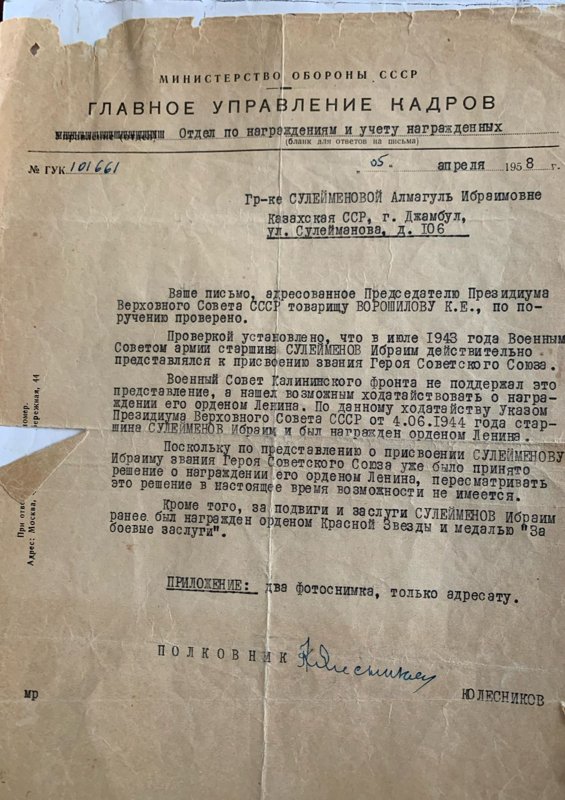 МИНИСТЕРСТВО ОБОРОНЫ СССР
ГЛАВНОЕ УПРАВЛЕНИЕ КАДРОВ
Отдел по награждениям и учету награжденных
(бланк для ответов на письма)
№ ГУК 101661 "05" апреля 1958 г.
Гр-ке СУЛЕЙМЕНОВОЙ Алмагуль Ибраимовне
Казахская ССР, г. Джамбул,
ул. Сулейманова, д. 106
Ваше письмо, адресованное Председателю Президиума
Верховного Совета СССР товарищу ВОРОШИЛОВУ К.Е., по по-
ручению проверено.
Проверкой установлено, что в июле 1943 года Военным
Советом армии старшина СУЛЕЙМЕНОВ Ибраим действительно
представлялся к присвоению звания Героя Советского Союза.
Военный Совет Калининского фронта не поддержал это
представление, а нашел возможным ходатайствовать о награ-
ждении его орденом Ленина. По данному ходатайству Указом
Президиума Верховного Совета СССР от 4.06.1944 года стар-
шина СУЛЕЙМЕНОВ Ибраим и был награжден орденом Ленина.
Поскольку по представлению о присвоении СУЛЕЙМЕНОВУ
Ибраиму звания Героя Советского Союза уже было принято
решение о награждении его орденом Ленина, пересматривать
это решение в настоящее время возможности не имеется.
Кроме того, за подвиги и заслуги СУЛЕЙМЕНОВ Ибраим
ранее был награжден орденом Красной Звезды и медалью "За
боевые заслуги".
ПРИЛОЖЕНИЕ: два фотоснимка, только адресату.
ПОЛКОВНИК
КОЛЕСНИКОВ
мр
При отве
номер.
Адрес: Москва,
бережная, 44